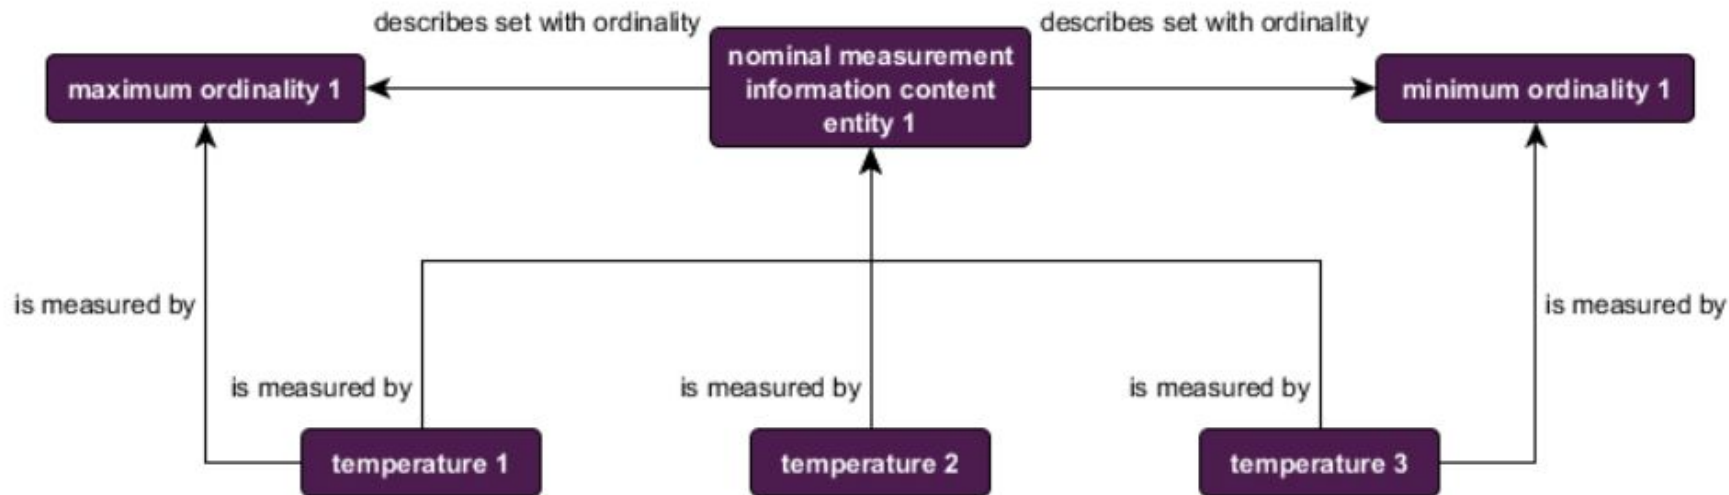 describes set with ordinality
describes set with ordinality
maximum ordinality 1
nominal measurement
information content
entity 1
minimum ordinality 1
is measured by
is measured by
is measured by
is measured by
is measured by
temperature 1
temperature 2
temperature 3